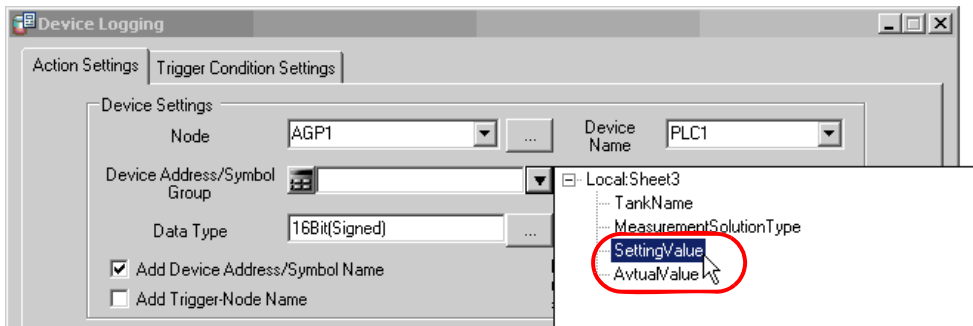 Device Logging
Action Settings Trigger Condition Settings
Device Settings
Node AGP1 ... Device Name PLC1
Device Address/Symbol Group
Data Type 16Bit(Signed) ...
Add Device Address/Symbol Name
Add Trigger-Node Name
Local:Sheet3
TankName
MeasurementSolutionType
SettingValue
AvtualValue